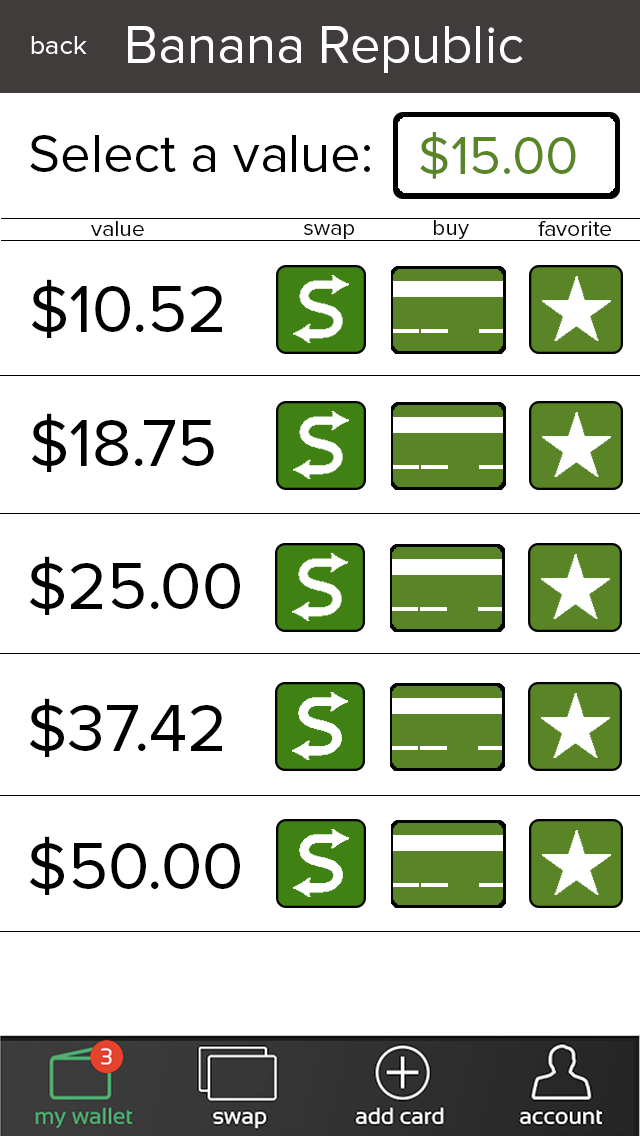 back Banana Republic
Select a value: $15.00
value swap buy favorite
$10.52
$18.75
$25.00
$37.42
$50.00
3
my wallet swap add card account